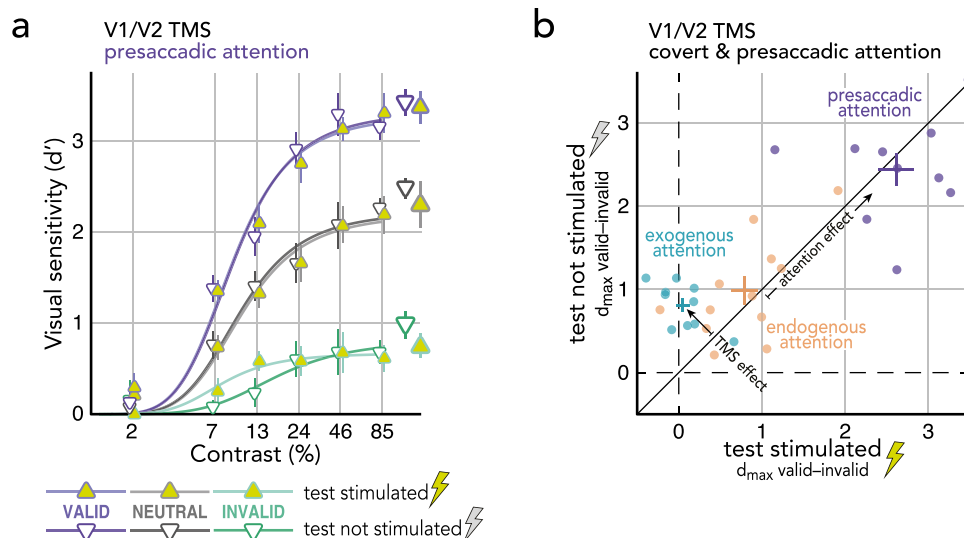 a
V1/V2 TMS
presaccadic attention
Visual sensitivity (d′)
3
2
1
0
2 7 13 24 46 85
Contrast (%)
VALID NEUTRAL INVALID
test stimulated
test not stimulated
b
V1/V2 TMS
covert & presaccadic attention
test not stimulated
dmax valid–invalid
3
2
1
0
presaccadic
attention
exogenous
attention
attention effect
endogenous
attention
TMS effect
0 1 2 3
test stimulated
dmax valid–invalid